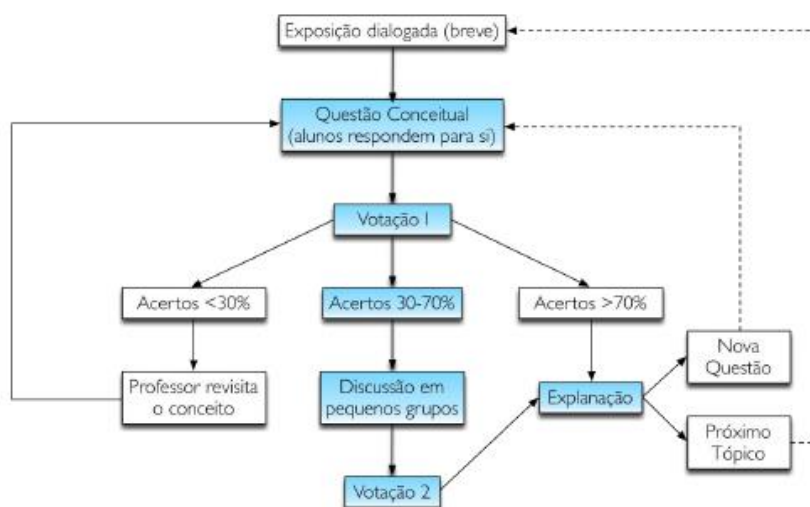 Exposição dialogada (breve)
Questão Conceitual
(alunos respondem para si)
Votação I
Acertos <30%
Acertos 30-70%
Acertos >70%
Professor revisita
o conceito
Discussão em
pequenos grupos
Explanação
Nova
Questão
Próximo
Tópico
Votação 2